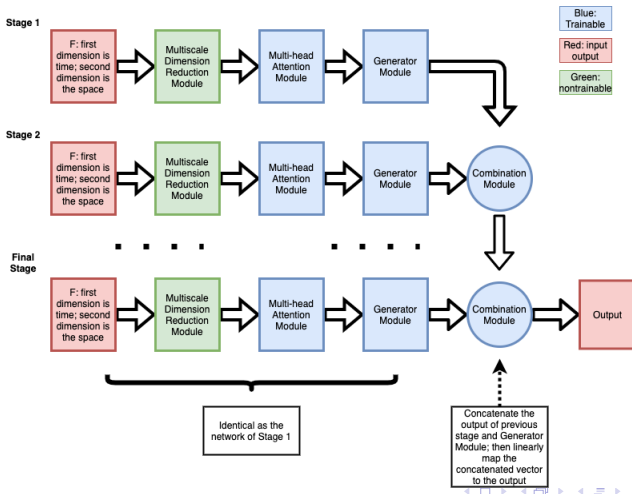 Stage 1
F: first
dimension is
time; second
dimension is
the space
Multiscale
Dimension
Reduction
Module
Multi-head
Attention
Module
Generator
Module
Blue:
Trainable
Red: input
output
Green:
nontrainable
Stage 2
F: first
dimension is
time; second
dimension is
the space
Multiscale
Dimension
Reduction
Module
Multi-head
Attention
Module
Generator
Module
Combination
Module
Final
Stage
F: first
dimension is
time; second
dimension is
the space
Multiscale
Dimension
Reduction
Module
Multi-head
Attention
Module
Generator
Module
Combination
Module
Output
Identical as the
network of Stage 1
Concatenate the
output of previous
stage and Generator
Module; then linearly
map the
concatenated vector
to the output